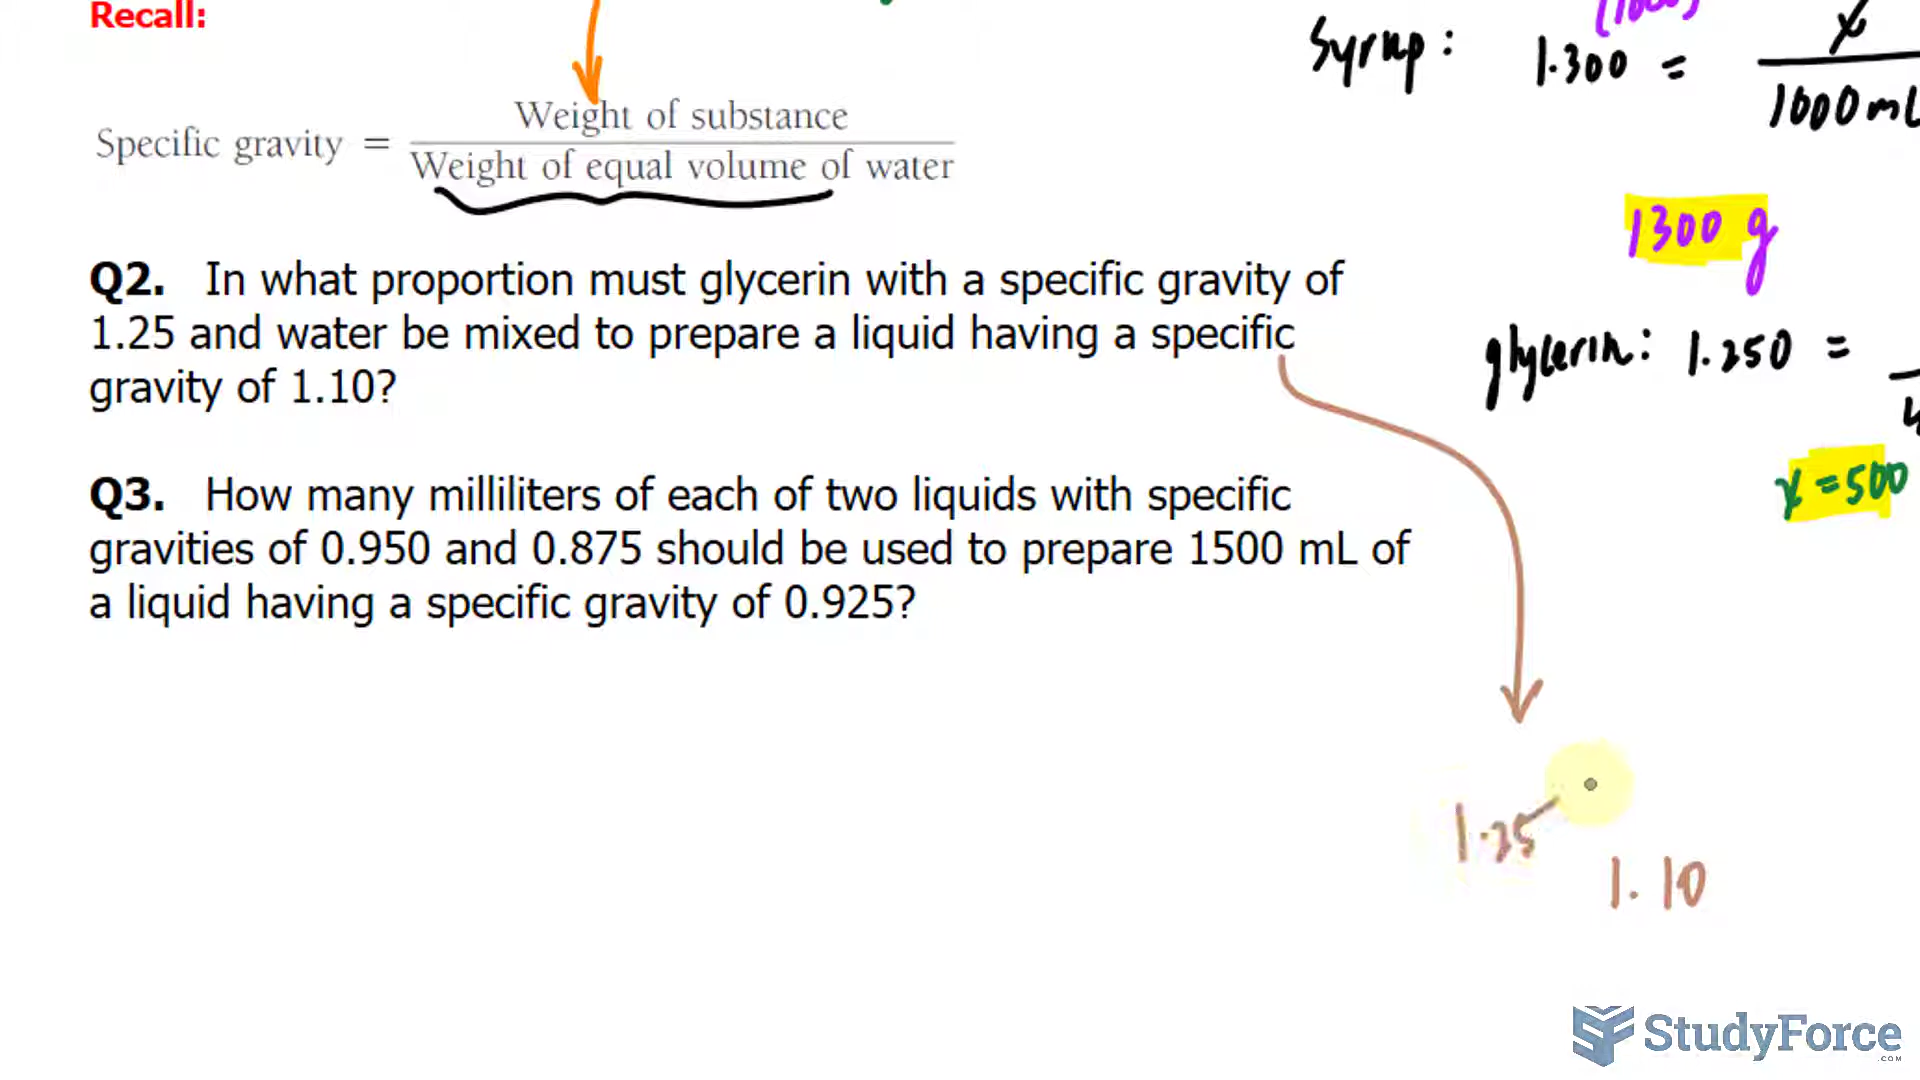 Recall:
Specific gravity = Weight of substance
Weight of equal volume of water
Q2. In what proportion must glycerin with a specific gravity of
1.25 and water be mixed to prepare a liquid having a specific
gravity of 1.10?
Q3. How many milliliters of each of two liquids with specific
gravities of 0.950 and 0.875 should be used to prepare 1500 mL of
a liquid having a specific gravity of 0.925?
(1000)
Syrup: 1.300 = x
1000 mL
1300 g
glycerin: 1.250 =
x = 500
1.25
1.10
StudyForce
.COM